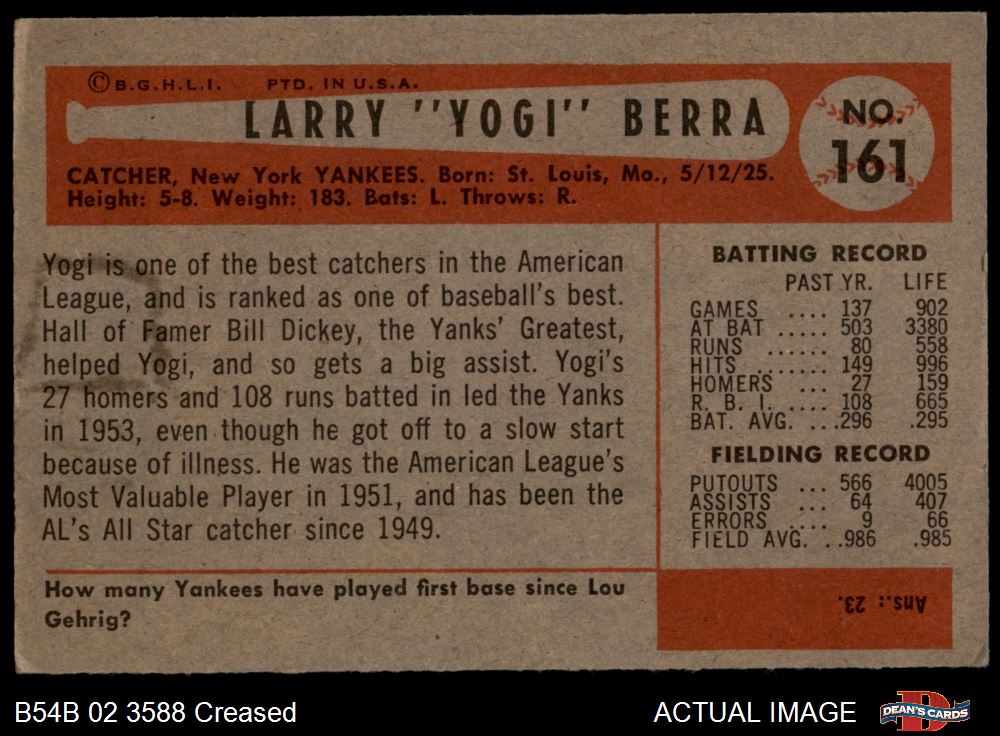 ©B.G.H.L.I. PTD. IN U.S.A.
LARRY "YOGI" BERRA
NO.
161
CATCHER, New York YANKEES. Born: St. Louis, Mo., 5/12/25.
Height: 5-8. Weight: 183. Bats: L. Throws: R.
Yogi is one of the best catchers in the American
League, and is ranked as one of baseball's best.
Hall of Famer Bill Dickey, the Yanks' Greatest,
helped Yogi, and so gets a big assist. Yogi's
27 homers and 108 runs batted in led the Yanks
in 1953, even though he got off to a slow start
because of illness. He was the American League's
Most Valuable Player in 1951, and has been the
AL's All Star catcher since 1949.
How many Yankees have played first base since Lou
Gehrig?
BATTING RECORD
PAST YR. LIFE
GAMES .... 137 902
AT BAT ..... 503 3380
RUNS ...... 80 558
HITS ........ 149 996
HOMERS ... 27 159
R. B. I. .... 108 665
BAT. AVG. ...296 .295
FIELDING RECORD
PUTOUTS ... 566 4005
ASSISTS ... 64 407
ERRORS .... 9 66
FIELD AVG. ..986 .985
Ans.: 23.
B54B 02 3588 Creased
ACTUAL IMAGE
D
DEAN'S CARDS